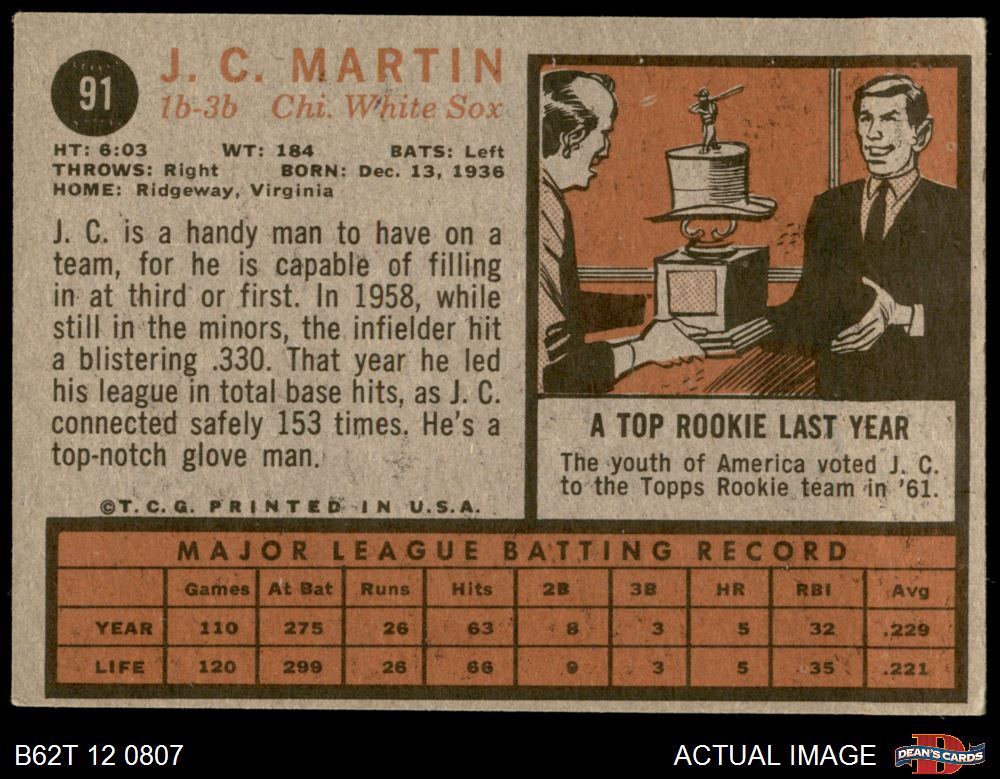 91
J. C. MARTIN
1b-3b Chi. White Sox
HT: 6:03 WT: 184 BATS: Left
THROWS: Right BORN: Dec. 13, 1936
HOME: Ridgeway, Virginia
J. C. is a handy man to have on a
team, for he is capable of filling
in at third or first. In 1958, while
still in the minors, the infielder hit
a blistering .330. That year he led
his league in total base hits, as J. C.
connected safely 153 times. He's a
top-notch glove man.
©T.C.G. PRINTED IN U.S.A.
A TOP ROOKIE LAST YEAR
The youth of America voted J. C.
to the Topps Rookie team in '61.
MAJOR LEAGUE BATTING RECORD
Games At Bat Runs Hits 2B 3B HR RBI Avg
YEAR 110 275 26 63 8 3 5 32 .229
LIFE 120 299 26 66 9 3 5 35 .221
B62T 12 0807
ACTUAL IMAGE
DEAN'S CARDS